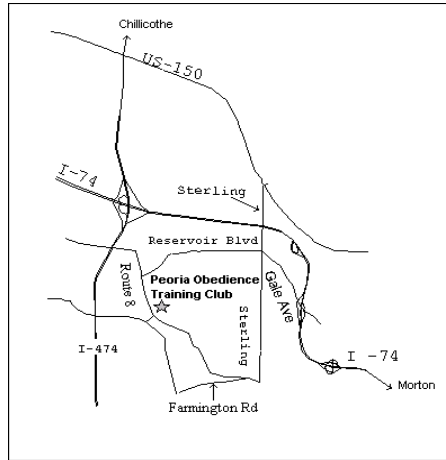 Chillicothe
US-150
I-74
Sterling
Reservoir Blvd
Route 8
Peoria Obedience
Training Club
Gale Ave
Sterling
I-474
I -74
Morton
Farmington Rd